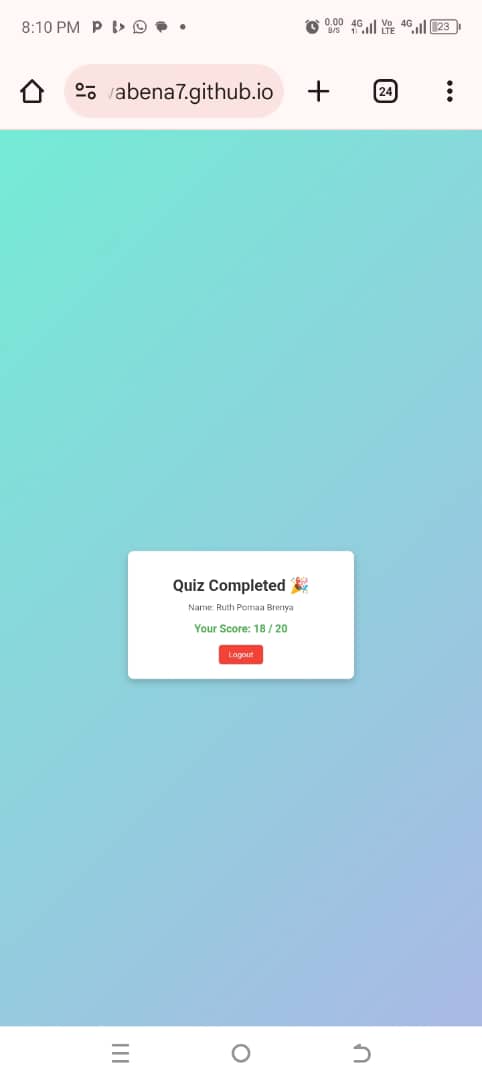 8:10 PM
0.00
B/S
4G
Vo
LTE
4G
23
abena7.github.io
24
Quiz Completed 🎉
Name: Ruth Pomaa Brenya
Your Score: 18 / 20
Logout